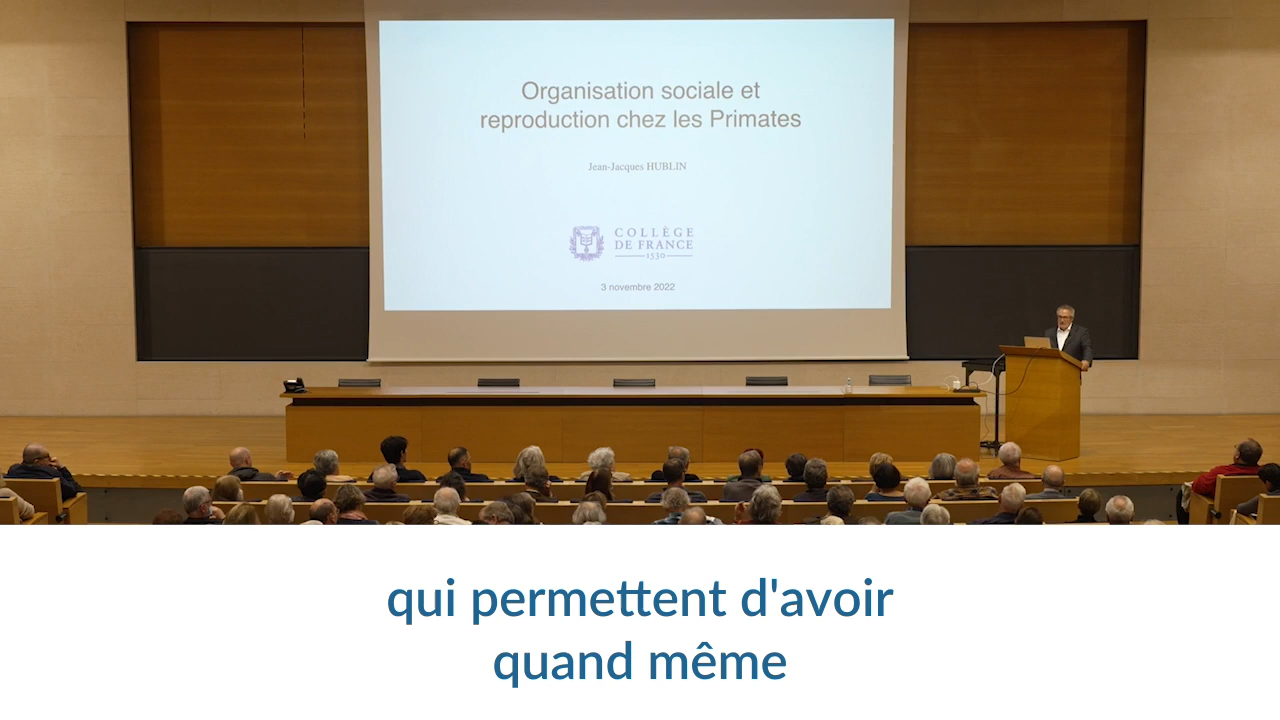 Organisation sociale et
reproduction chez les Primates
Jean-Jacques HUBLIN
COLLÈGE
DE FRANCE
1530
3 novembre 2022
qui permettent d'avoir
quand même